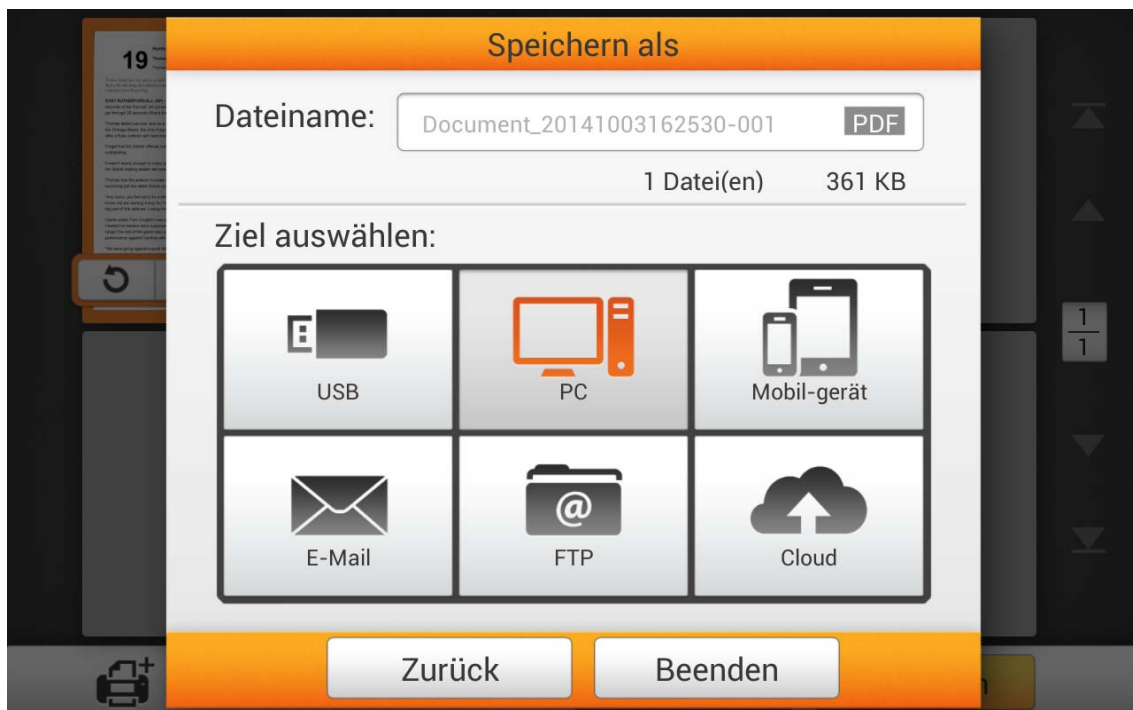 Speichern als
19
Dateiname: Document_20141003162530-001 PDF
1 Datei(en) 361 KB
Ziel auswählen:
USB
PC
Mobil-gerät
E-Mail
FTP
Cloud
1
1
Zurück
Beenden